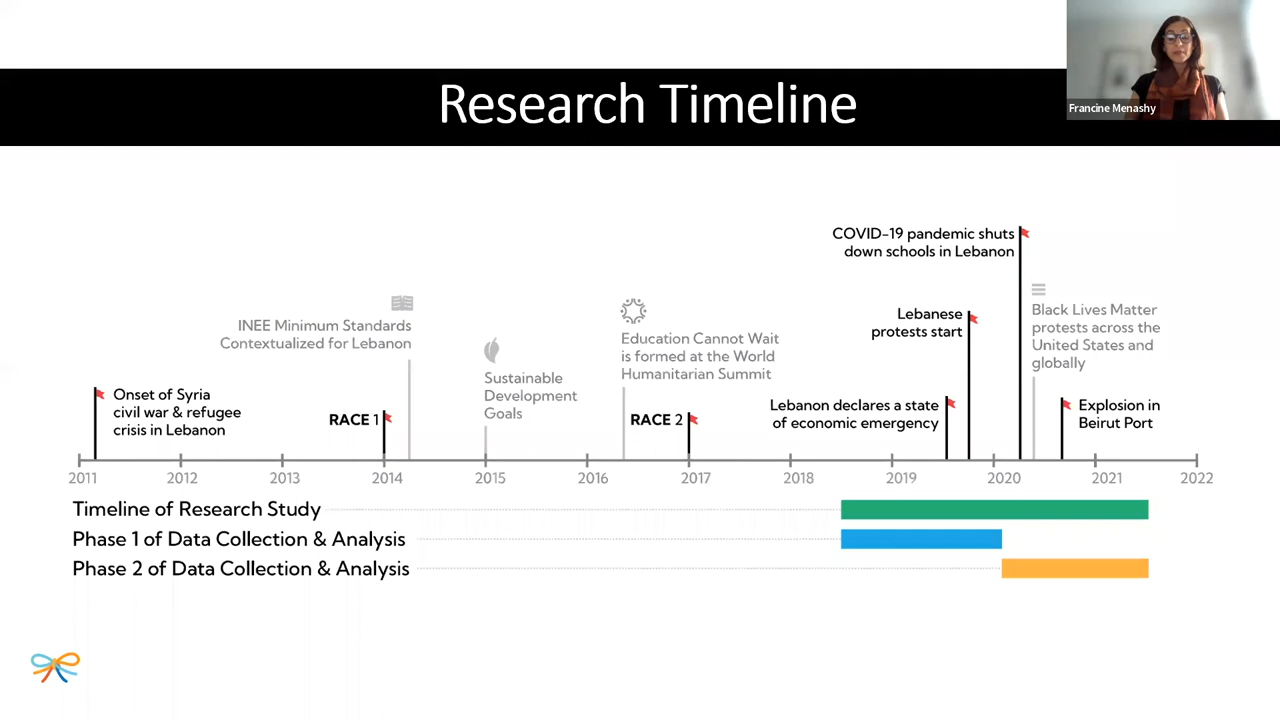 Francine Menashy
Research Timeline
COVID-19 pandemic shuts
down schools in Lebanon
INEE Minimum Standards
Contextualized for Lebanon
Education Cannot Wait
is formed at the World
Humanitarian Summit
Lebanese
protests start
Black Lives Matter
protests across the
United States and
globally
Onset of Syria
civil war & refugee
crisis in Lebanon
RACE 1
Sustainable
Development
Goals
RACE 2
Lebanon declares a state
of economic emergency
Explosion in
Beirut Port
2011 2012 2013 2014 2015 2016 2017 2018 2019 2020 2021 2022
Timeline of Research Study
Phase 1 of Data Collection & Analysis
Phase 2 of Data Collection & Analysis